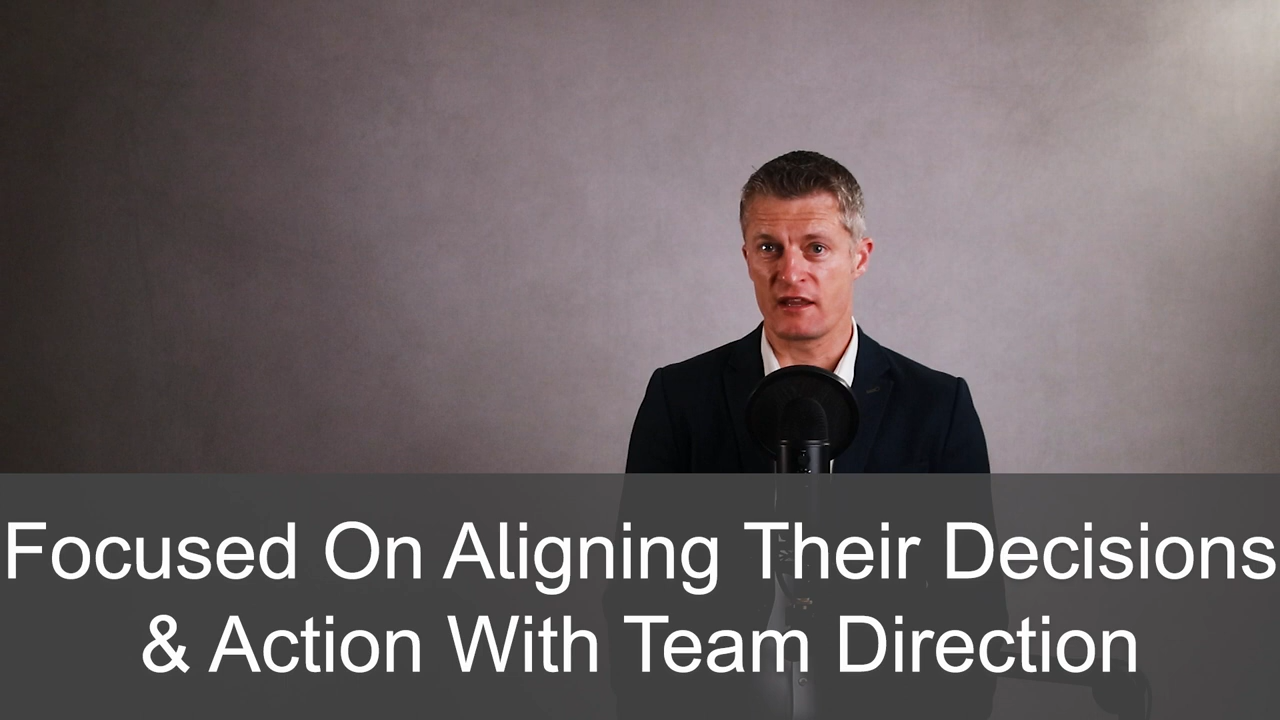 Focused On Aligning Their Decisions
& Action With Team Direction